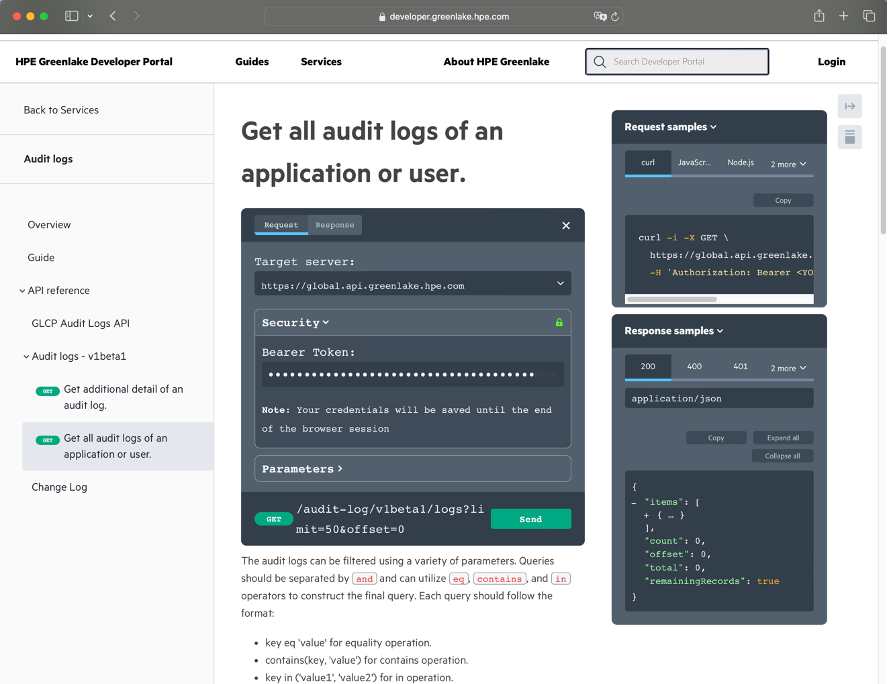 developer.greenlake.hpe.com
HPE Greenlake Developer Portal
Guides
Services
About HPE Greenlake
Search Developer Portal
Login
Back to Services
Audit logs
Overview
Guide
API reference
GLCP Audit Logs API
Audit logs - v1beta1
GET Get additional detail of an
audit log.
GET Get all audit logs of an
application or user.
Change Log
Get all audit logs of an
application or user.
Request Response
Target server:
https://global.api.greenlake.hpe.com
Security
Bearer Token:
Note: Your credentials will be saved until the end
of the browser session
Parameters
GET /audit-log/v1beta1/logs?li
mit=50&offset=0
Send
The audit logs can be filtered using a variety of parameters. Queries
should be separated by and and can utilize eq, contains, and in
operators to construct the final query. Each query should follow the
format:
• key eq 'value' for equality operation.
• contains(key, 'value') for contains operation.
• key in ('value1', 'value2') for in operation.
Request samples
curl JavaScr... Node.js 2 more
Copy
curl -i -X GET \
https://global.api.greenlake.
-H 'Authorization: Bearer <YO
Response samples
200 400 401 2 more
application/json
Copy Expand all
Collapse all
{
– "items": [
+ { … }
],
"count": 0,
"offset": 0,
"total": 0,
"remainingRecords": true
}